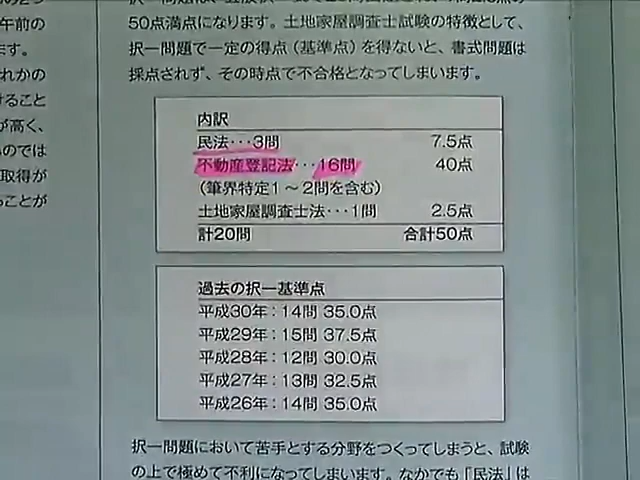 午前の
ます。
れかの
けること
が高く、
ものでは
取得が
ることが
50点満点になります。土地家屋調査士試験の特徴として、
択一問題で一定の得点（基準点）を得ないと、書式問題は
採点されず、その時点で不合格となってしまいます。
内訳
民法･･･3問 7.5点
不動産登記法･･･16問 40点
（筆界特定1～2問を含む）
土地家屋調査士法･･･1問 2.5点
計20問 合計50点
過去の択一基準点
平成30年：14問 35.0点
平成29年：15問 37.5点
平成28年：12問 30.0点
平成27年：13問 32.5点
平成26年：14問 35.0点
択一問題において苦手とする分野をつくってしまうと、試験
の上で極めて不利になってしまいます。なかでも「民法」は